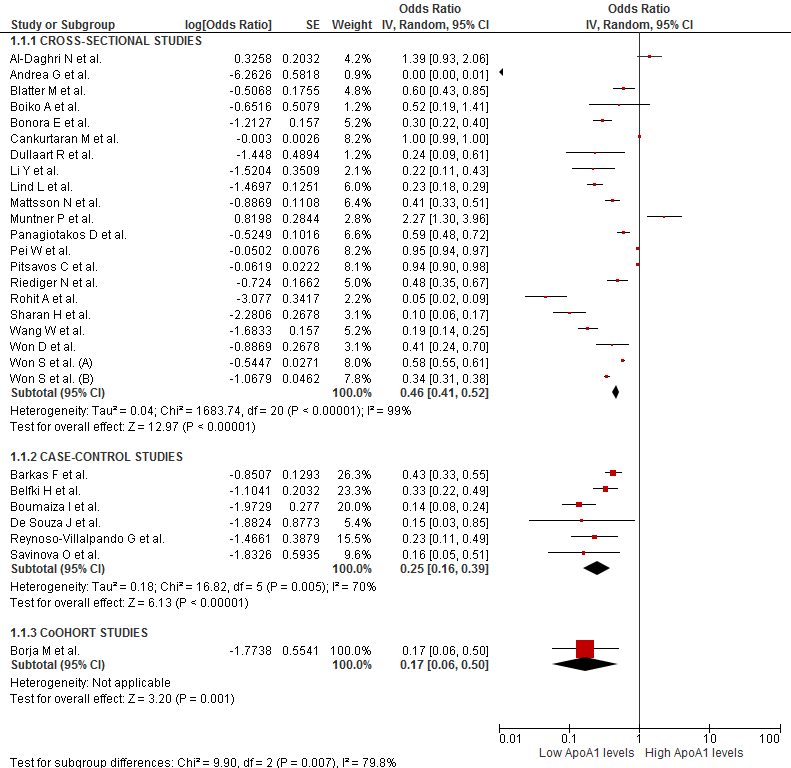 Odds Ratio Odds Ratio
Study or Subgroup log[Odds Ratio] SE Weight IV, Random, 95% CI IV, Random, 95% CI
1.1.1 CROSS-SECTIONAL STUDIES
Al-Daghri N et al. 0.3258 0.2032 4.2% 1.39 [0.93, 2.06]
Andrea G et al. -6.2626 0.5818 0.9% 0.00 [0.00, 0.01]
Blatter M et al. -0.5068 0.1755 4.8% 0.60 [0.43, 0.85]
Boiko A et al. -0.6516 0.5079 1.2% 0.52 [0.19, 1.41]
Bonora E et al. -1.2127 0.157 5.2% 0.30 [0.22, 0.40]
Cankurtaran M et al. -0.003 0.0026 8.2% 1.00 [0.99, 1.00]
Dullaart R et al. -1.448 0.4894 1.2% 0.24 [0.09, 0.61]
Li Y et al. -1.5204 0.3509 2.1% 0.22 [0.11, 0.43]
Lind L et al. -1.4697 0.1251 6.0% 0.23 [0.18, 0.29]
Mattsson N et al. -0.8869 0.1108 6.4% 0.41 [0.33, 0.51]
Muntner P et al. 0.8198 0.2844 2.8% 2.27 [1.30, 3.96]
Panagiotakos D et al. -0.5249 0.1016 6.6% 0.59 [0.48, 0.72]
Pei W et al. -0.0502 0.0076 8.2% 0.95 [0.94, 0.97]
Pitsavos C et al. -0.0619 0.0222 8.1% 0.94 [0.90, 0.98]
Riediger N et al. -0.724 0.1662 5.0% 0.48 [0.35, 0.67]
Rohit A et al. -3.077 0.3417 2.2% 0.05 [0.02, 0.09]
Sharan H et al. -2.2806 0.2678 3.1% 0.10 [0.06, 0.17]
Wang W et al. -1.6833 0.157 5.2% 0.19 [0.14, 0.25]
Won D et al. -0.8869 0.2678 3.1% 0.41 [0.24, 0.70]
Won S et al. (A) -0.5447 0.0271 8.0% 0.58 [0.55, 0.61]
Won S et al. (B) -1.0679 0.0462 7.8% 0.34 [0.31, 0.38]
Subtotal (95% CI) 100.0% 0.46 [0.41, 0.52]
Heterogeneity: Tau² = 0.04; Chi² = 1683.74, df = 20 (P < 0.00001); I² = 99%
Test for overall effect: Z = 12.97 (P < 0.00001)
1.1.2 CASE-CONTROL STUDIES
Barkas F et al. -0.8507 0.1293 26.3% 0.43 [0.33, 0.55]
Belfki H et al. -1.1041 0.2032 23.3% 0.33 [0.22, 0.49]
Boumaiza I et al. -1.9729 0.277 20.0% 0.14 [0.08, 0.24]
De Souza J et al. -1.8824 0.8773 5.4% 0.15 [0.03, 0.85]
Reynoso-Villalpando G et al. -1.4661 0.3879 15.5% 0.23 [0.11, 0.49]
Savinova O et al. -1.8326 0.5935 9.6% 0.16 [0.05, 0.51]
Subtotal (95% CI) 100.0% 0.25 [0.16, 0.39]
Heterogeneity: Tau² = 0.18; Chi² = 16.82, df = 5 (P = 0.005); I² = 70%
Test for overall effect: Z = 6.13 (P < 0.00001)
1.1.3 CoOHORT STUDIES
Borja M et al. -1.7738 0.5541 100.0% 0.17 [0.06, 0.50]
Subtotal (95% CI) 100.0% 0.17 [0.06, 0.50]
Heterogeneity: Not applicable
Test for overall effect: Z = 3.20 (P = 0.001)
0.01 0.1 1 10 100
Low ApoA1 levels High ApoA1 levels
Test for subgroup differences: Chi² = 9.90, df = 2 (P = 0.007), I² = 79.8%